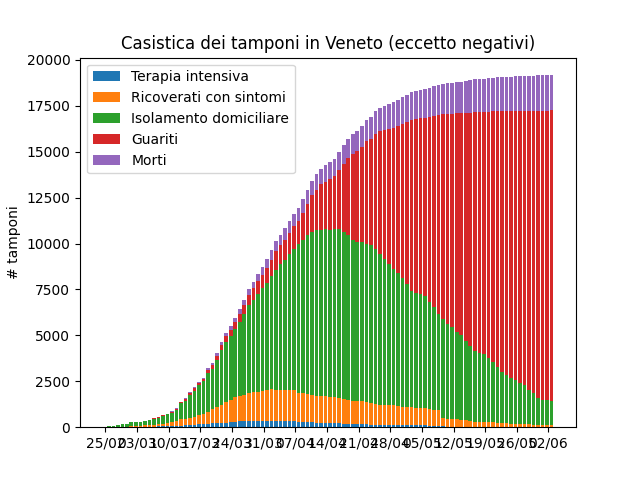 Casistica dei tamponi in Veneto (eccetto negativi)
# tamponi
20000
17500
15000
12500
10000
7500
5000
2500
0
Terapia intensiva
Ricoverati con sintomi
Isolamento domiciliare
Guariti
Morti
25/02 03/03 10/03 17/03 24/03 31/03 07/04 14/04 21/04 28/04 05/05 12/05 19/05 26/05 02/06